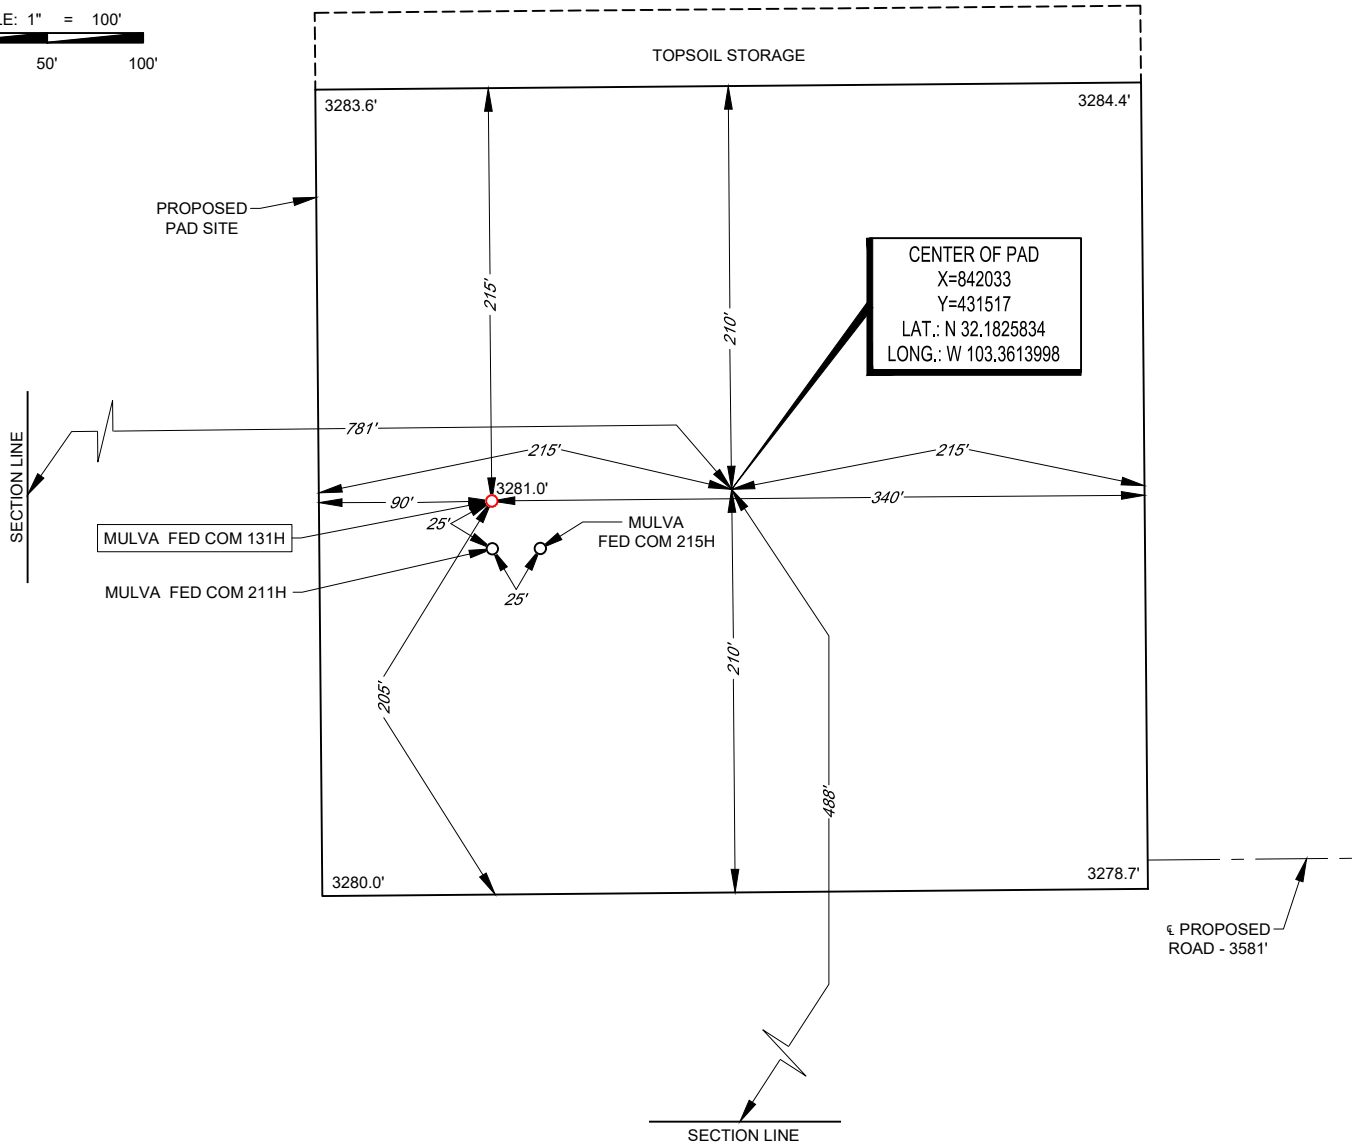 LE: 1" = 100'
50' 100'
TOPSOIL STORAGE
3283.6' 3284.4'
PROPOSED
PAD SITE
CENTER OF PAD
X=842033
Y=431517
LAT.: N 32.1825834
LONG.: W 103.3613998
215'
210'
SECTION LINE
781'
215'
215'
3281.0'
90'
340'
25'
MULVA FED COM 131H
MULVA
FED COM 215H
MULVA FED COM 211H
25'
205'
210'
488'
3280.0' 3278.7'
℄ PROPOSED
ROAD - 3581'
SECTION LINE